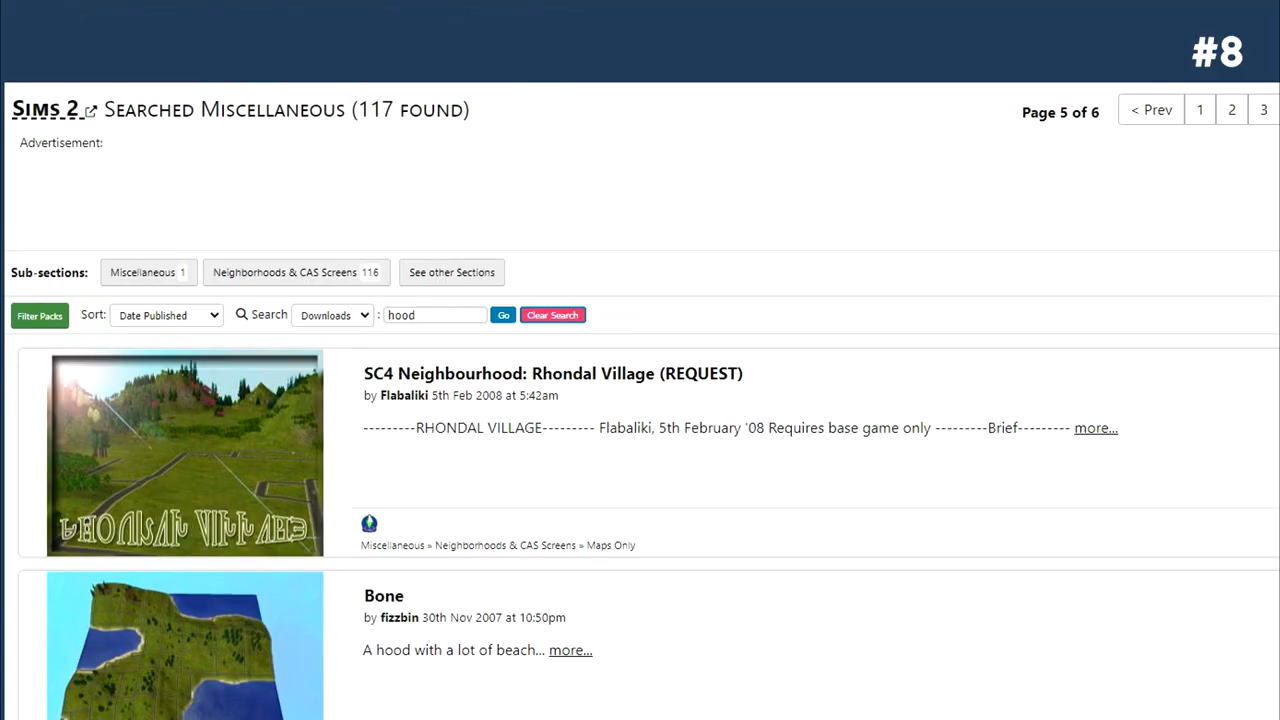 #8
Sims 2 Searched Miscellaneous (117 found)
Page 5 of 6
< Prev 1 2 3
Advertisement:
Sub-sections: Miscellaneous 1 Neighborhoods & CAS Screens 116 See other Sections
Filter Packs Sort: Date Published Search Downloads : hood Go Clear Search
SC4 Neighbourhood: Rhondal Village (REQUEST)
by Flabaliki 5th Feb 2008 at 5:42am
---------RHONDAL VILLAGE--------- Flabaliki, 5th February '08 Requires base game only ---------Brief--------- more...
Miscellaneous » Neighborhoods & CAS Screens » Maps Only
Bone
by fizzbin 30th Nov 2007 at 10:50pm
A hood with a lot of beach... more...